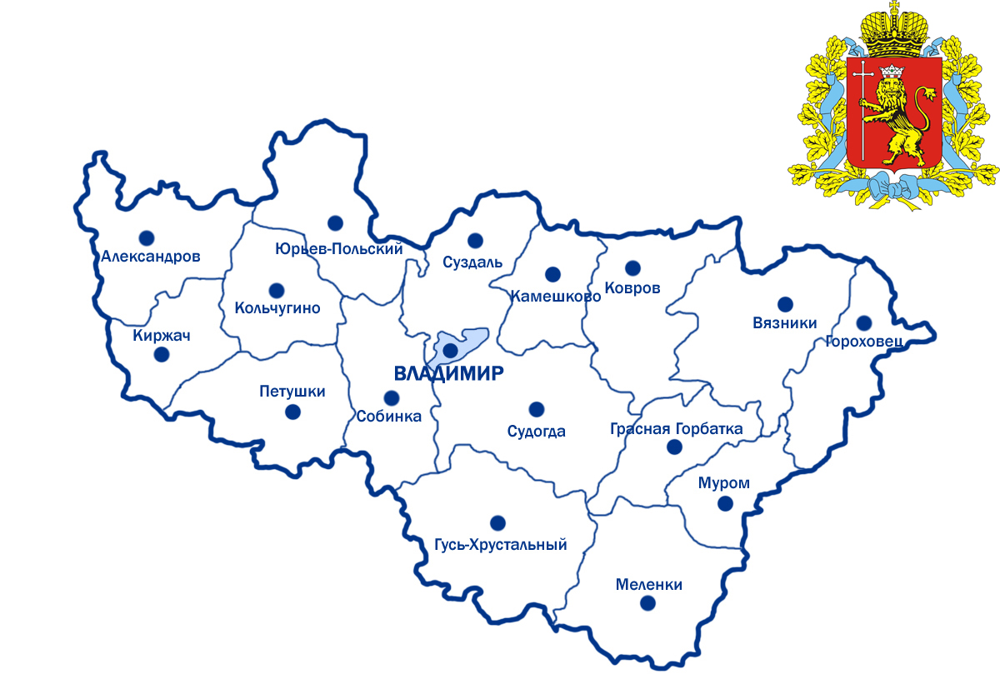 Юрьев-Польский
Александров
Суздаль
Ковров
Камешково
Кольчугино
Вязники
Киржач
Гороховец
ВЛАДИМИР
Петушки
Собинка
Судогда
Грасная Горбатка
Муром
Гусь-Хрустальный
Меленки